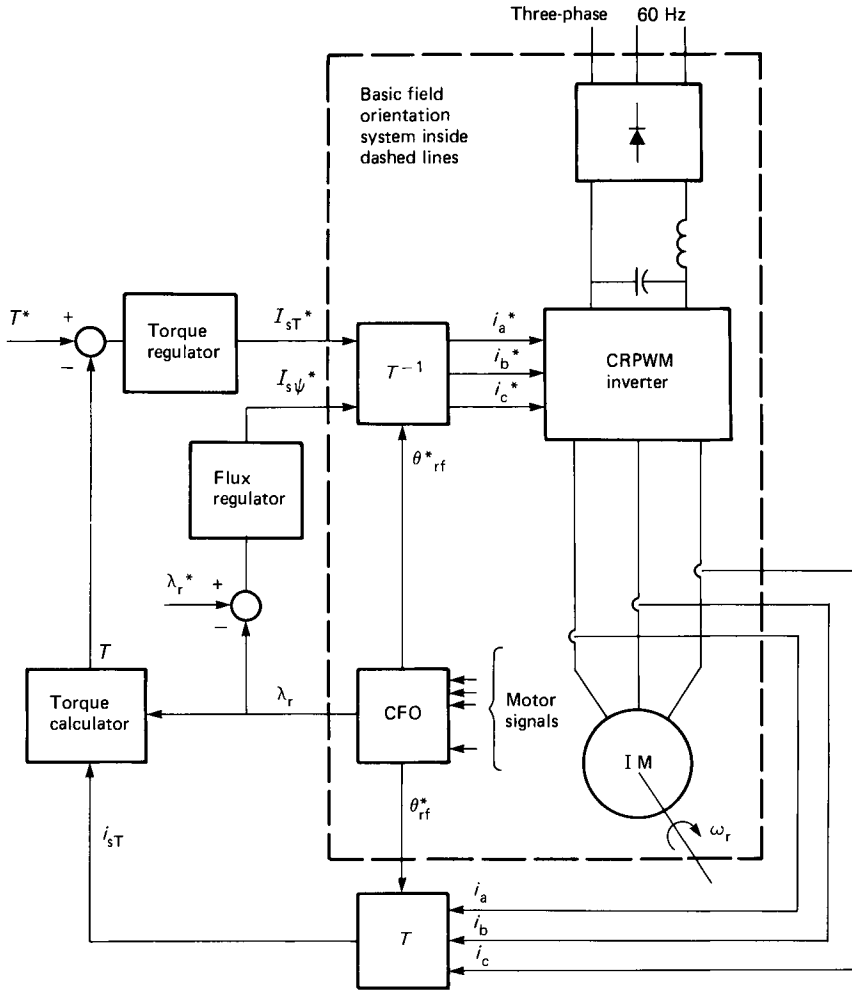 Three-phase 60 Hz
Basic field
orientation
system inside
dashed lines
T* + −
Torque
regulator
I_sT*
I_sψ*
T⁻¹
i_a*
i_b*
i_c*
CRPWM
inverter
θ*_rf
Flux
regulator
λ_r* + −
T
Torque
calculator
λ_r
CFO
Motor
signals
IM
ω_r
θ*_rf
i_sT
T
i_a
i_b
i_c